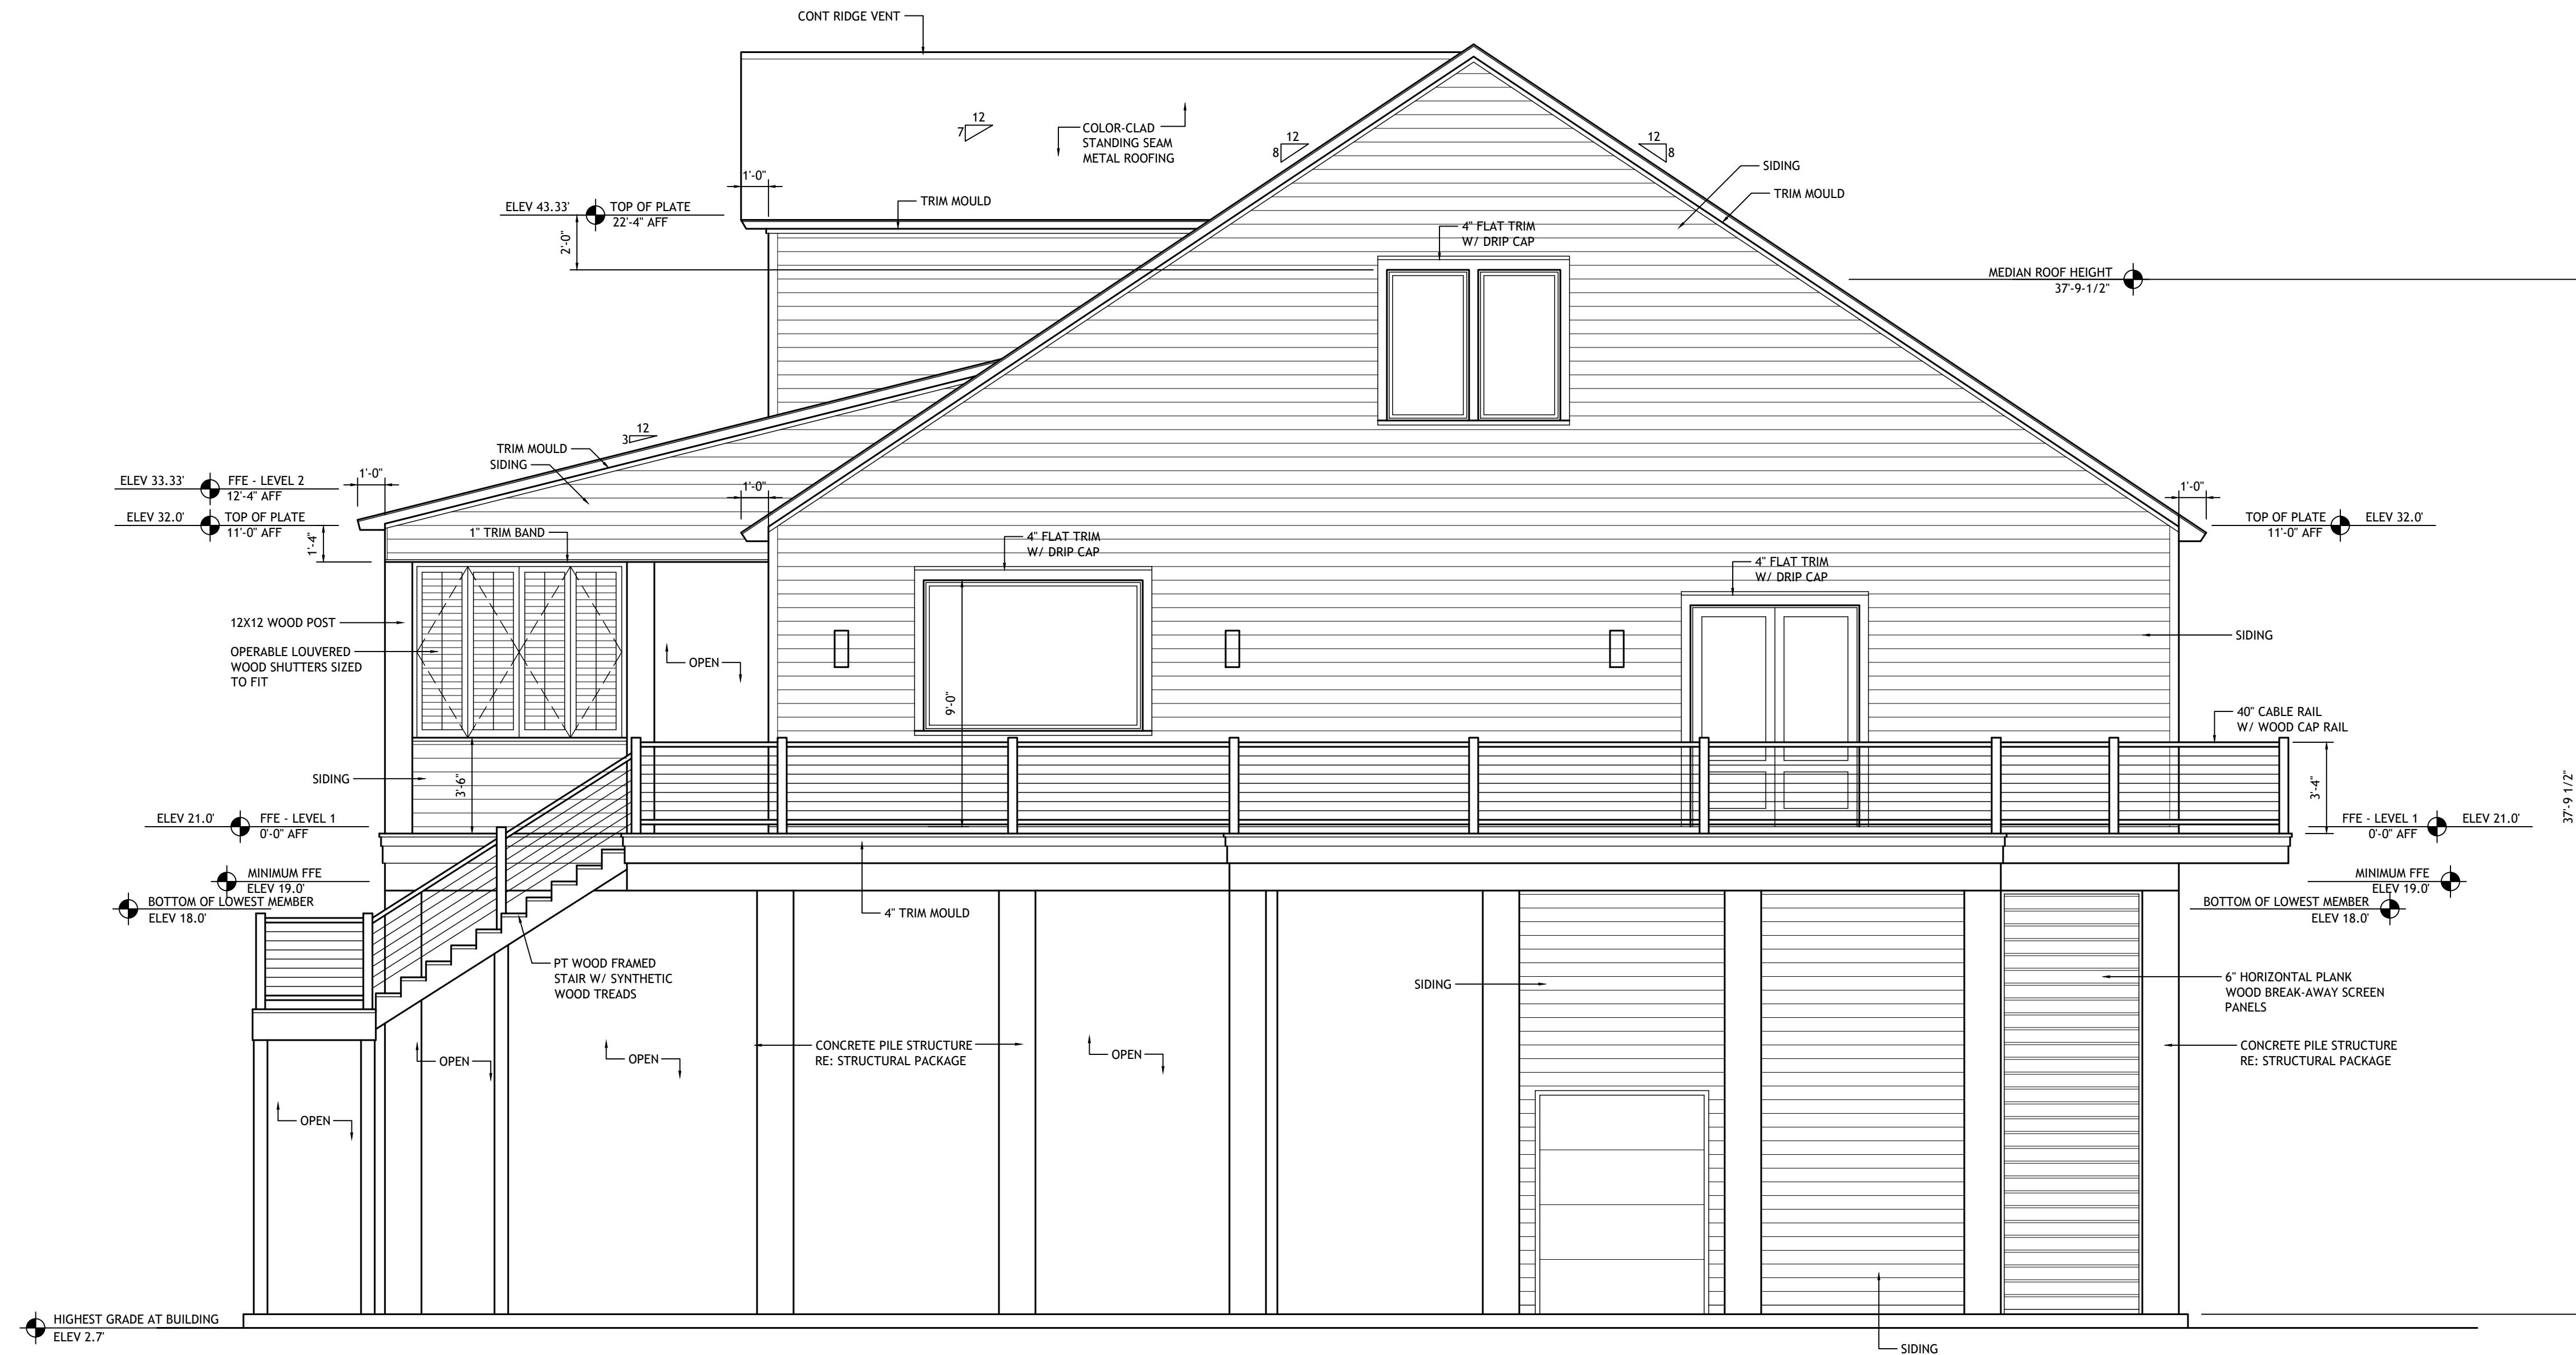 CONT RIDGE VENT
12
7
COLOR-CLAD
STANDING SEAM
METAL ROOFING
12
8
12
8
SIDING
TRIM MOULD
1'-0"
TRIM MOULD
ELEV 43.33'
TOP OF PLATE
22'-4" AFF
2'-0"
4" FLAT TRIM
W/ DRIP CAP
MEDIAN ROOF HEIGHT
37'-9-1/2"
12
3
TRIM MOULD
SIDING
ELEV 33.33'
FFE - LEVEL 2
12'-4" AFF
1'-0"
1'-0"
1'-0"
ELEV 32.0'
TOP OF PLATE
11'-0" AFF
1'-4"
1" TRIM BAND
4" FLAT TRIM
W/ DRIP CAP
TOP OF PLATE
11'-0" AFF
ELEV 32.0'
4" FLAT TRIM
W/ DRIP CAP
12X12 WOOD POST
OPERABLE LOUVERED
WOOD SHUTTERS SIZED
TO FIT
OPEN
SIDING
9'-0"
40" CABLE RAIL
W/ WOOD CAP RAIL
SIDING
3'-6"
3'-4"
37'-9 1/2"
ELEV 21.0'
FFE - LEVEL 1
0'-0" AFF
FFE - LEVEL 1
0'-0" AFF
ELEV 21.0'
MINIMUM FFE
ELEV 19.0'
MINIMUM FFE
ELEV 19.0'
BOTTOM OF LOWEST MEMBER
ELEV 18.0'
4" TRIM MOULD
BOTTOM OF LOWEST MEMBER
ELEV 18.0'
PT WOOD FRAMED
STAIR W/ SYNTHETIC
WOOD TREADS
SIDING
6" HORIZONTAL PLANK
WOOD BREAK-AWAY SCREEN
PANELS
OPEN
OPEN
CONCRETE PILE STRUCTURE
RE: STRUCTURAL PACKAGE
OPEN
CONCRETE PILE STRUCTURE
RE: STRUCTURAL PACKAGE
OPEN
HIGHEST GRADE AT BUILDING
ELEV 2.7'
SIDING